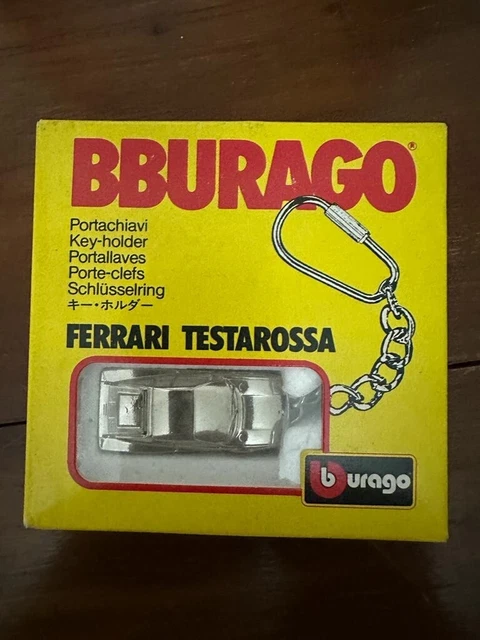 BBURAGO®
Portachiavi
Key-holder
Portallaves
Porte-clefs
Schlüsselring
キー・ホルダー
FERRARI TESTAROSSA
burago